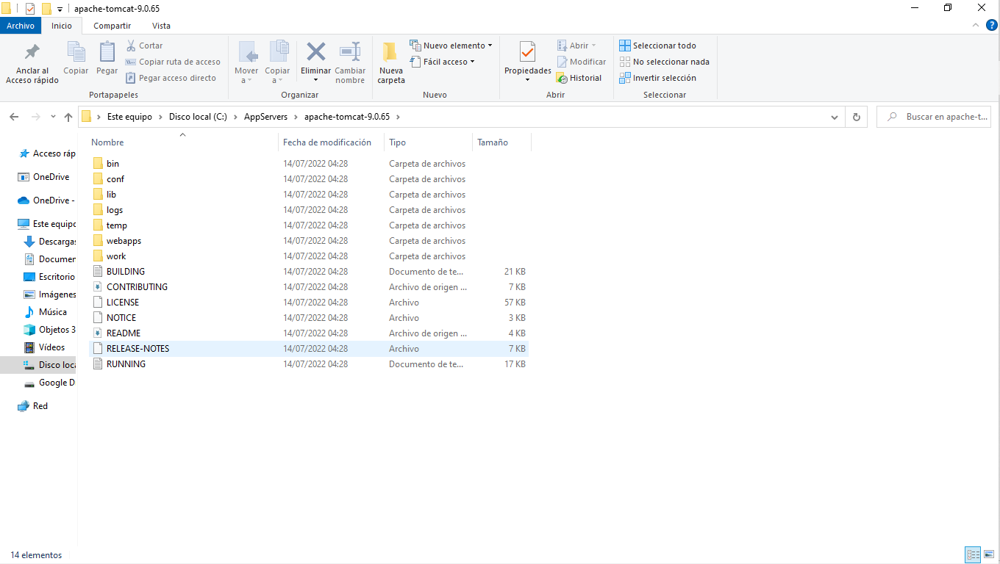 apache-tomcat-9.0.65
Archivo Inicio Compartir Vista
Anclar al Acceso rápido
Copiar
Pegar
Cortar
Copiar ruta de acceso
Pegar acceso directo
Portapapeles
Mover a
Copiar a
Eliminar
Cambiar nombre
Organizar
Nueva carpeta
Nuevo elemento
Fácil acceso
Nuevo
Propiedades
Abrir
Modificar
Historial
Abrir
Seleccionar todo
No seleccionar nada
Invertir selección
Seleccionar
Este equipo > Disco local (C:) > AppServers > apache-tomcat-9.0.65 >
Buscar en apache-t...
Acceso ráp
OneDrive
OneDrive -
Este equipo
Descargas
Documen
Escritorio
Imágenes
Música
Objetos 3
Vídeos
Disco loca
Google D
Red
Nombre Fecha de modificación Tipo Tamaño
bin 14/07/2022 04:28 Carpeta de archivos
conf 14/07/2022 04:28 Carpeta de archivos
lib 14/07/2022 04:28 Carpeta de archivos
logs 14/07/2022 04:28 Carpeta de archivos
temp 14/07/2022 04:28 Carpeta de archivos
webapps 14/07/2022 04:28 Carpeta de archivos
work 14/07/2022 04:28 Carpeta de archivos
BUILDING 14/07/2022 04:28 Documento de te... 21 KB
CONTRIBUTING 14/07/2022 04:28 Archivo de origen ... 7 KB
LICENSE 14/07/2022 04:28 Archivo 57 KB
NOTICE 14/07/2022 04:28 Archivo 3 KB
README 14/07/2022 04:28 Archivo de origen ... 4 KB
RELEASE-NOTES 14/07/2022 04:28 Archivo 7 KB
RUNNING 14/07/2022 04:28 Documento de te... 17 KB
14 elementos